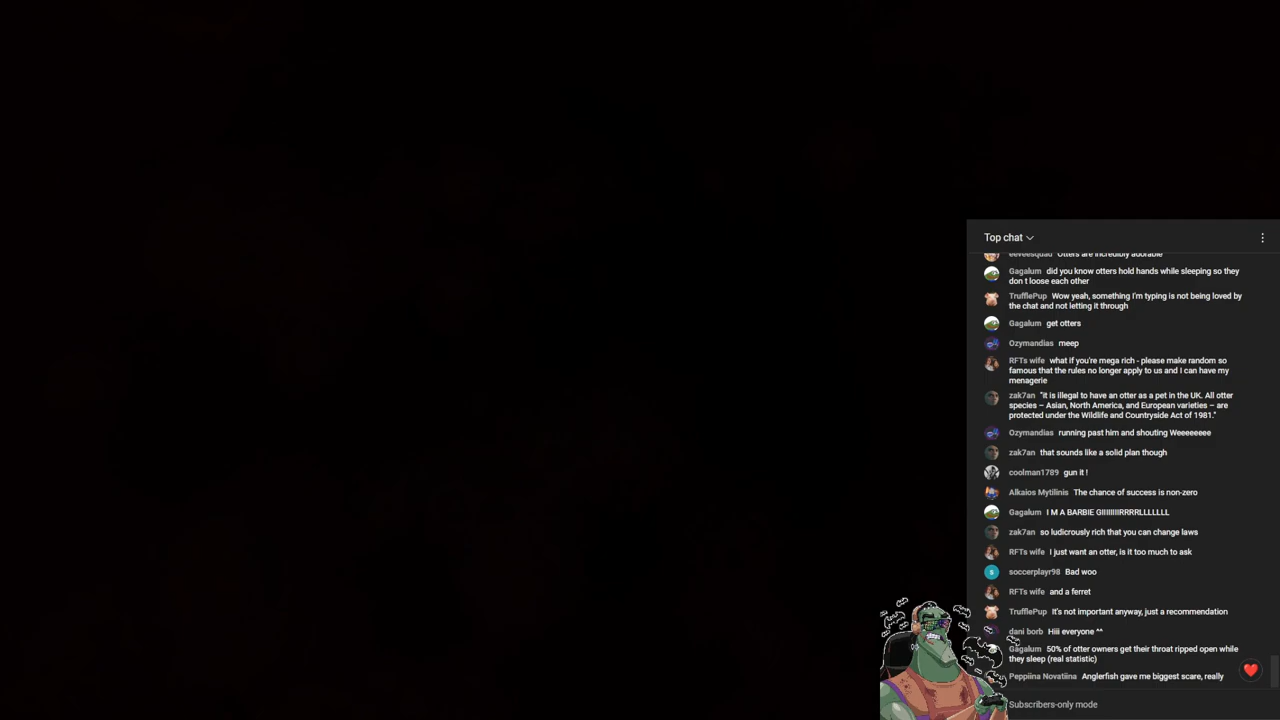 Top chat
eeveesquad Otters are incredibly adorable
Gagalum did you know otters hold hands while sleeping so they
don t loose each other
TrufflePup Wow yeah, something I'm typing is not being loved by
the chat and not letting it through
Gagalum get otters
Ozymandias meep
RFTs wife what if you're mega rich - please make random so
famous that the rules no longer apply to us and I can have my
menagerie
zak7an "it is illegal to have an otter as a pet in the UK. All otter
species – Asian, North America, and European varieties – are
protected under the Wildlife and Countryside Act of 1981."
Ozymandias running past him and shouting Weeeeeee
zak7an that sounds like a solid plan though
coolman1789 gun it !
Alkaios Mytilinis The chance of success is non-zero
Gagalum I M A BARBIE GIIIIIIIIRRRRLLLLLLL
zak7an so ludicrously rich that you can change laws
RFTs wife I just want an otter, is it too much to ask
s soccerplayr98 Bad woo
RFTs wife and a ferret
TrufflePup It's not important anyway, just a recommendation
dani borb Hiii everyone ^^
Gagalum 50% of otter owners get their throat ripped open while
they sleep (real statistic)
Peppiina Novatiina Anglerfish gave me biggest scare, really
Subscribers-only mode